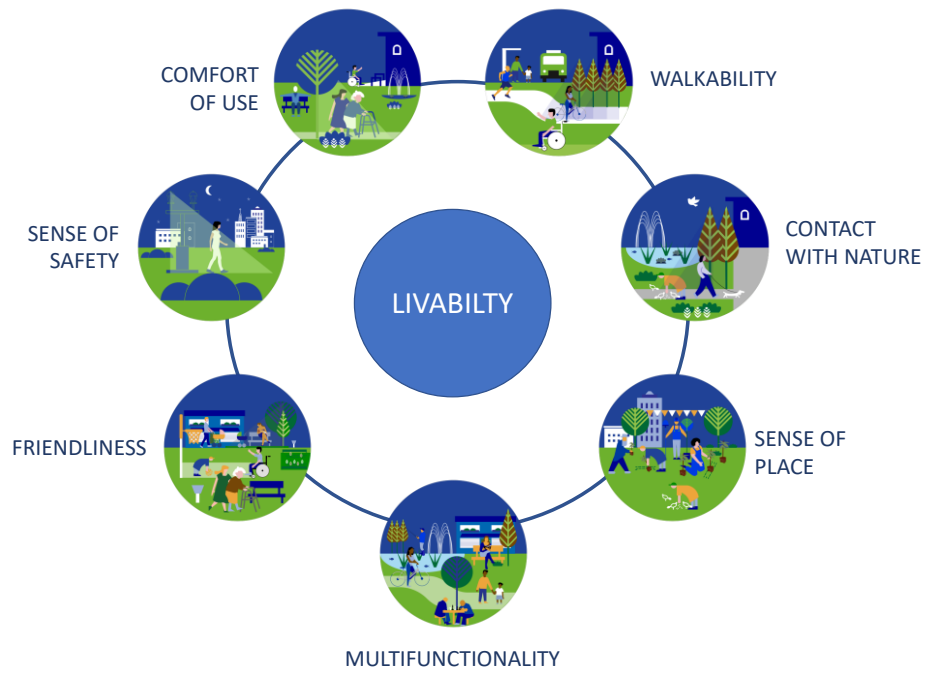 COMFORT
OF USE
WALKABILITY
SENSE OF
SAFETY
CONTACT
WITH NATURE
LIVABILTY
FRIENDLINESS
SENSE OF
PLACE
MULTIFUNCTIONALITY